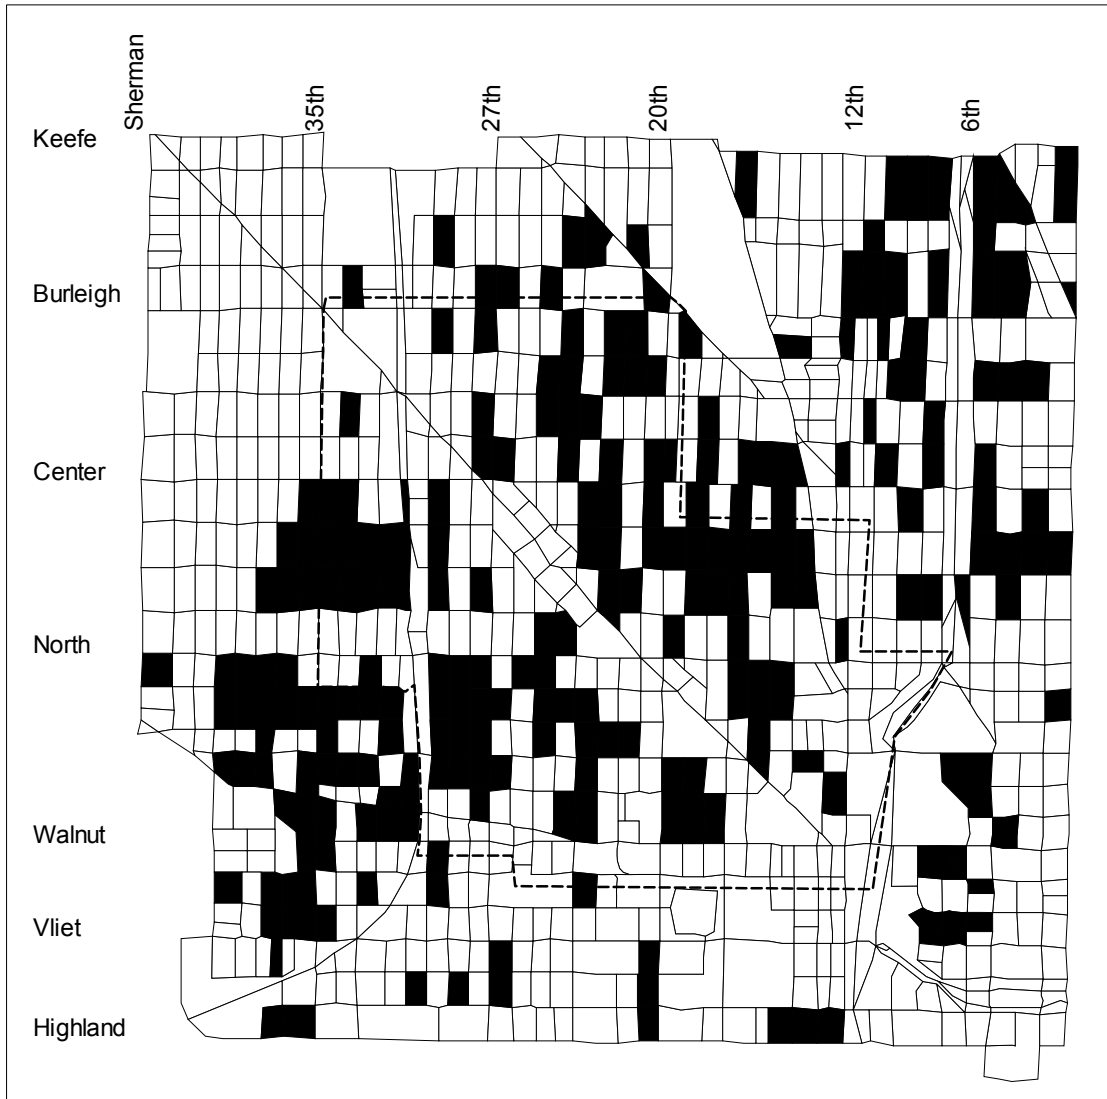 Sherman
35th
27th
20th
12th
6th
Keefe
Burleigh
Center
North
Walnut
Vliet
Highland